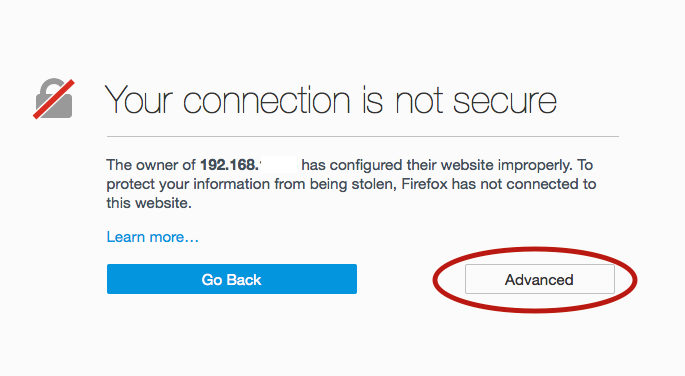 Your connection is not secure
The owner of 192.168. has configured their website improperly. To
protect your information from being stolen, Firefox has not connected to
this website.
Learn more…
Go Back
Advanced